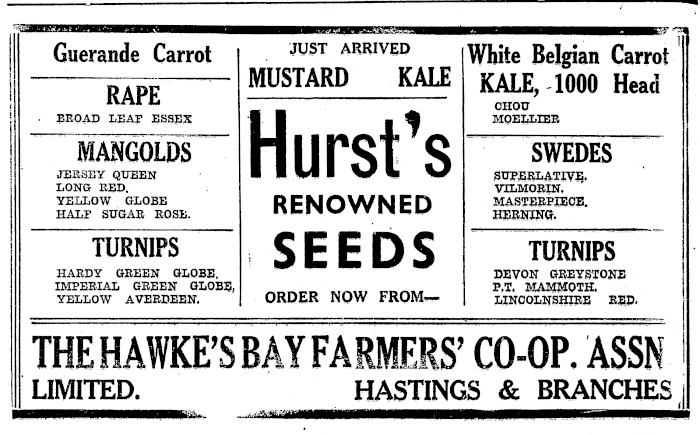 Guerande Carrot
RAPE
BROAD LEAF ESSEX
MANGOLDS
JERSEY QUEEN
LONG RED.
YELLOW GLOBE
HALF SUGAR ROSE.
TURNIPS
HARDY GREEN GLOBE,
IMPERIAL GREEN GLOBE,
YELLOW AVERDEEN.
JUST ARRIVED
MUSTARD KALE
Hurst's
RENOWNED
SEEDS
ORDER NOW FROM—
White Belgian Carrot
KALE, 1000 Head
CHOU
MOELLIER
SWEDES
SUPERLATIVE.
VILMORIN.
MASTERPIECE.
HERNING.
TURNIPS
DEVON GREYSTONE
P.T. MAMMOTH.
LINCOLNSHIRE RED.
THE HAWKE'S BAY FARMERS' CO-OP. ASSN
LIMITED. HASTINGS & BRANCHES